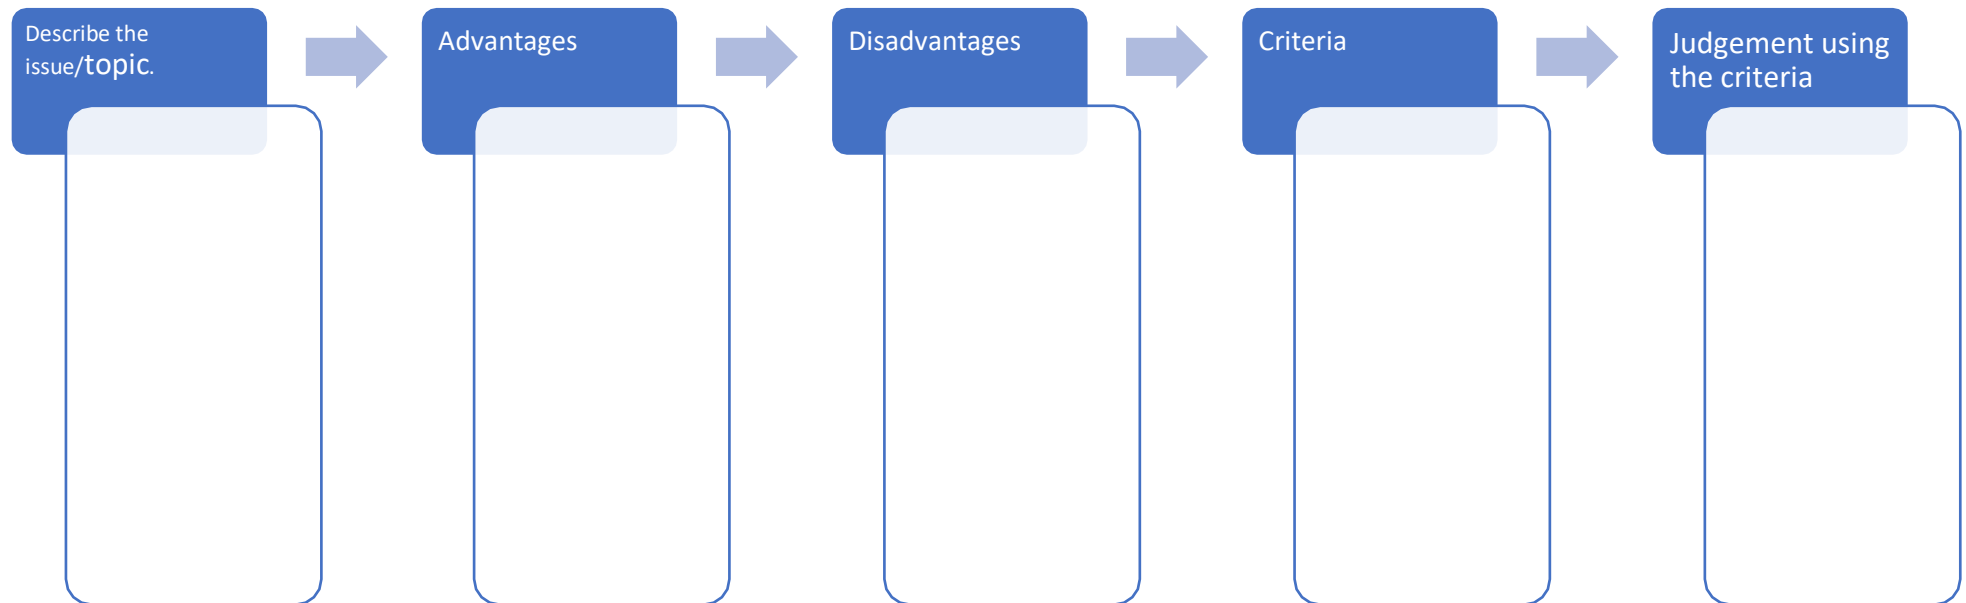 Describe the
issue/topic.
Advantages
Disadvantages
Criteria
Judgement using
the criteria